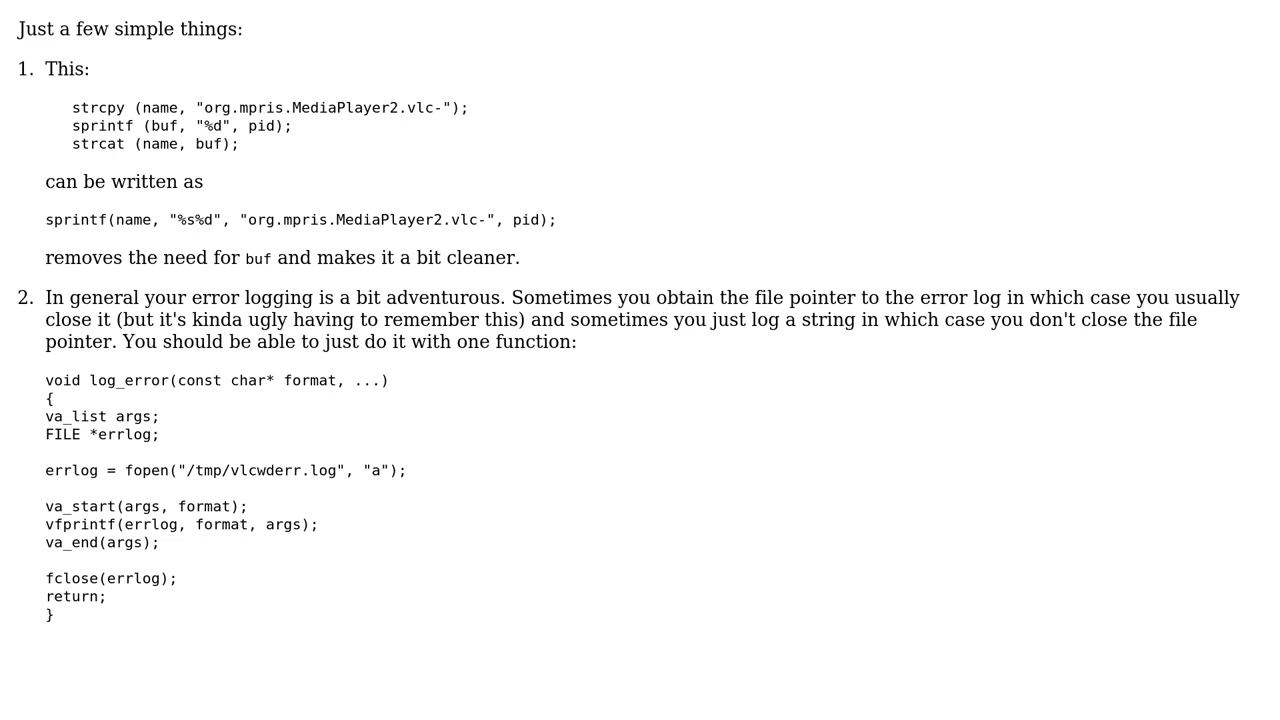 Just a few simple things:
1. This:
strcpy (name, "org.mpris.MediaPlayer2.vlc-");
sprintf (buf, "%d", pid);
strcat (name, buf);
can be written as
sprintf(name, "%s%d", "org.mpris.MediaPlayer2.vlc-", pid);
removes the need for buf and makes it a bit cleaner.
2. In general your error logging is a bit adventurous. Sometimes you obtain the file pointer to the error log in which case you usually
close it (but it's kinda ugly having to remember this) and sometimes you just log a string in which case you don't close the file
pointer. You should be able to just do it with one function:
void log_error(const char* format, ...)
{
va_list args;
FILE *errlog;
errlog = fopen("/tmp/vlcwderr.log", "a");
va_start(args, format);
vfprintf(errlog, format, args);
va_end(args);
fclose(errlog);
return;
}